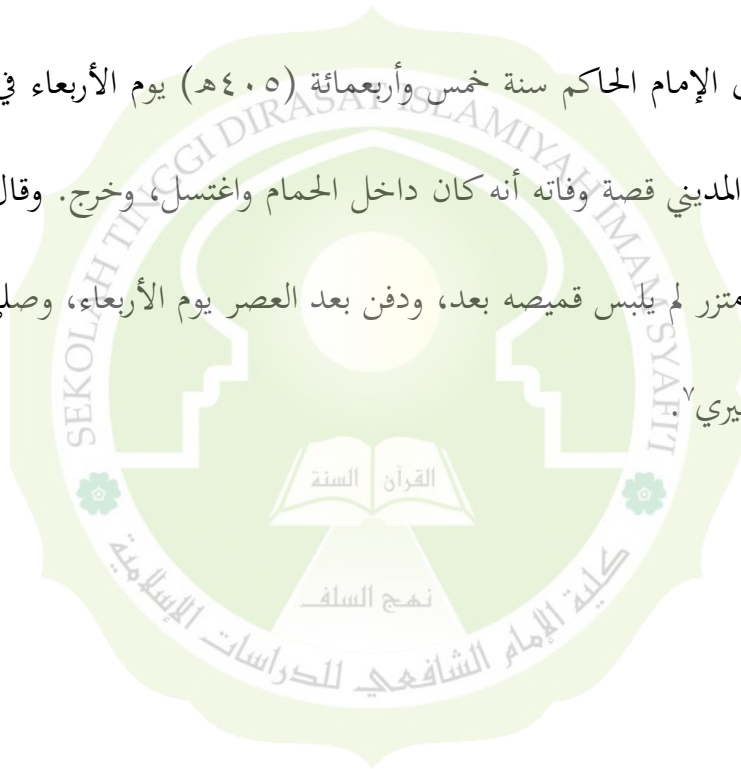 الإمام الحاكم سنة خمس وأربعمائة (٤٠٥هـ) يوم الأربعاء في
المديني قصة وفاته أنه كان داخل الحمام واغتسل، وخرج. وقال
متزر لم يلبس قميصه بعد، ودفن بعد العصر يوم الأربعاء، وصلى
يري٧.
SEKOLAH TINGGI DIRASAT ISLAMIYAH IMAM SYAFI'I
القرآن السنة
نهج السلف
كلية الإمام الشافعي للدراسات الإسلامية